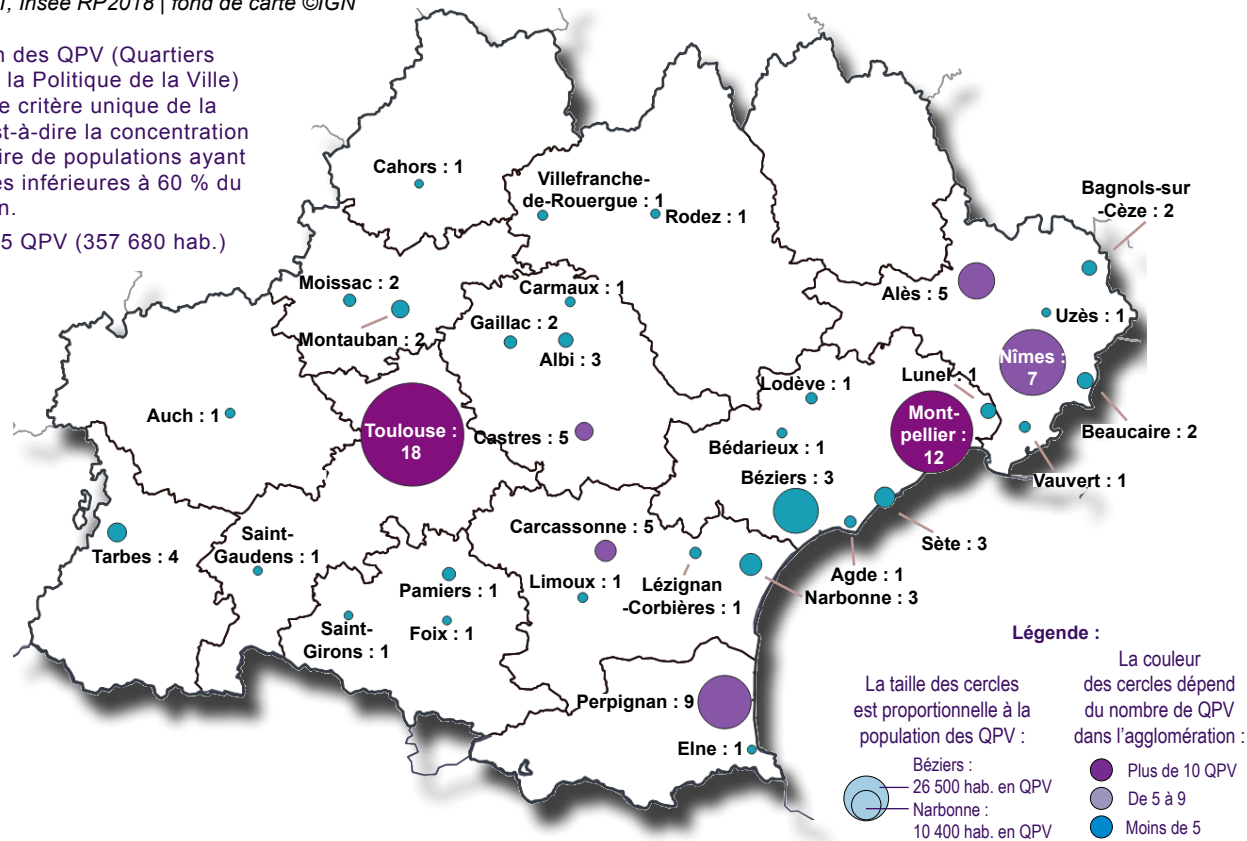 Insee RP2018 | fond de carte ©IGN
des QPV (Quartiers
la Politique de la Ville)
critère unique de la
la concentration
de populations ayant
inférieures à 60 % du
QPV (357 680 hab.)
Cahors : 1
Villefranche-
de-Rouergue : 1
Rodez : 1
Bagnols-sur
-Cèze : 2
Moissac : 2
Montauban : 2
Carmaux : 1
Gaillac : 2
Albi : 3
Alès : 5
Uzès : 1
Nîmes :
7
Auch : 1
Toulouse :
18
Castres : 5
Lodève : 1
Lunel : 1
Mont-
pellier :
12
Beaucaire : 2
Bédarieux : 1
Vauvert : 1
Béziers : 3
Tarbes : 4
Saint-
Gaudens : 1
Carcassonne : 5
Sète : 3
Pamiers : 1
Limoux : 1
Lézignan
-Corbières : 1
Agde : 1
Narbonne : 3
Saint-
Girons : 1
Foix : 1
Perpignan : 9
Elne : 1
Légende :
La taille des cercles
est proportionnelle à la
population des QPV :
Béziers :
26 500 hab. en QPV
Narbonne :
10 400 hab. en QPV
La couleur
des cercles dépend
du nombre de QPV
dans l’agglomération :
Plus de 10 QPV
De 5 à 9
Moins de 5